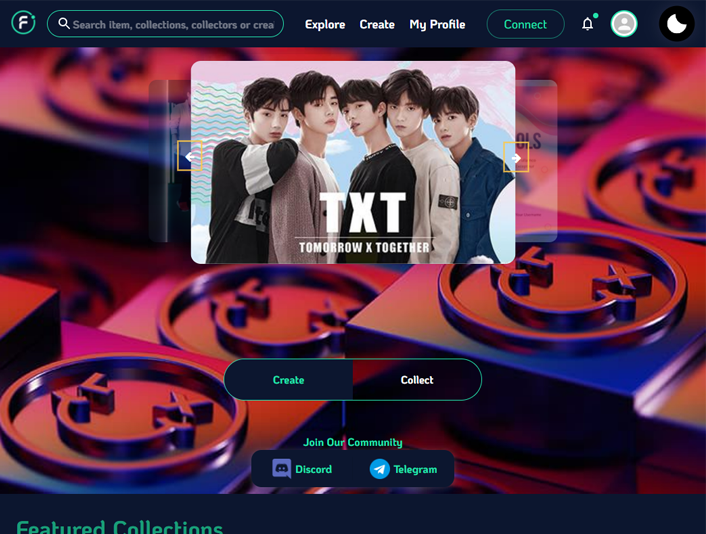 F
Search item, collections, collectors or crea
Explore
Create
My Profile
Connect
OLS
TXT
TOMORROW X TOGETHER
Create
Collect
Join Our Community
Discord
Telegram
Featured Collections